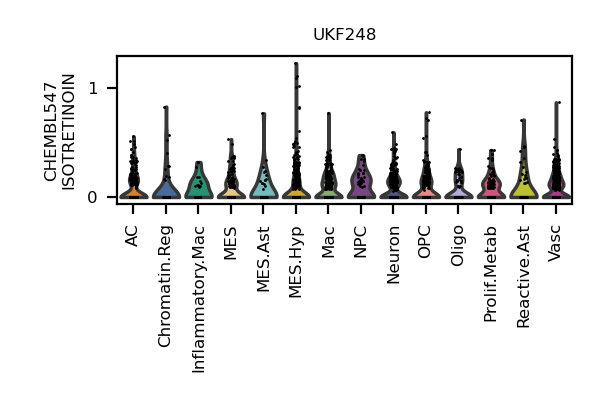 UKF248
CHEMBL547
ISOTRETINOIN
1
0
AC
Chromatin.Reg
Inflammatory.Mac
MES
MES.Ast
MES.Hyp
Mac
NPC
Neuron
OPC
Oligo
Prolif.Metab
Reactive.Ast
Vasc